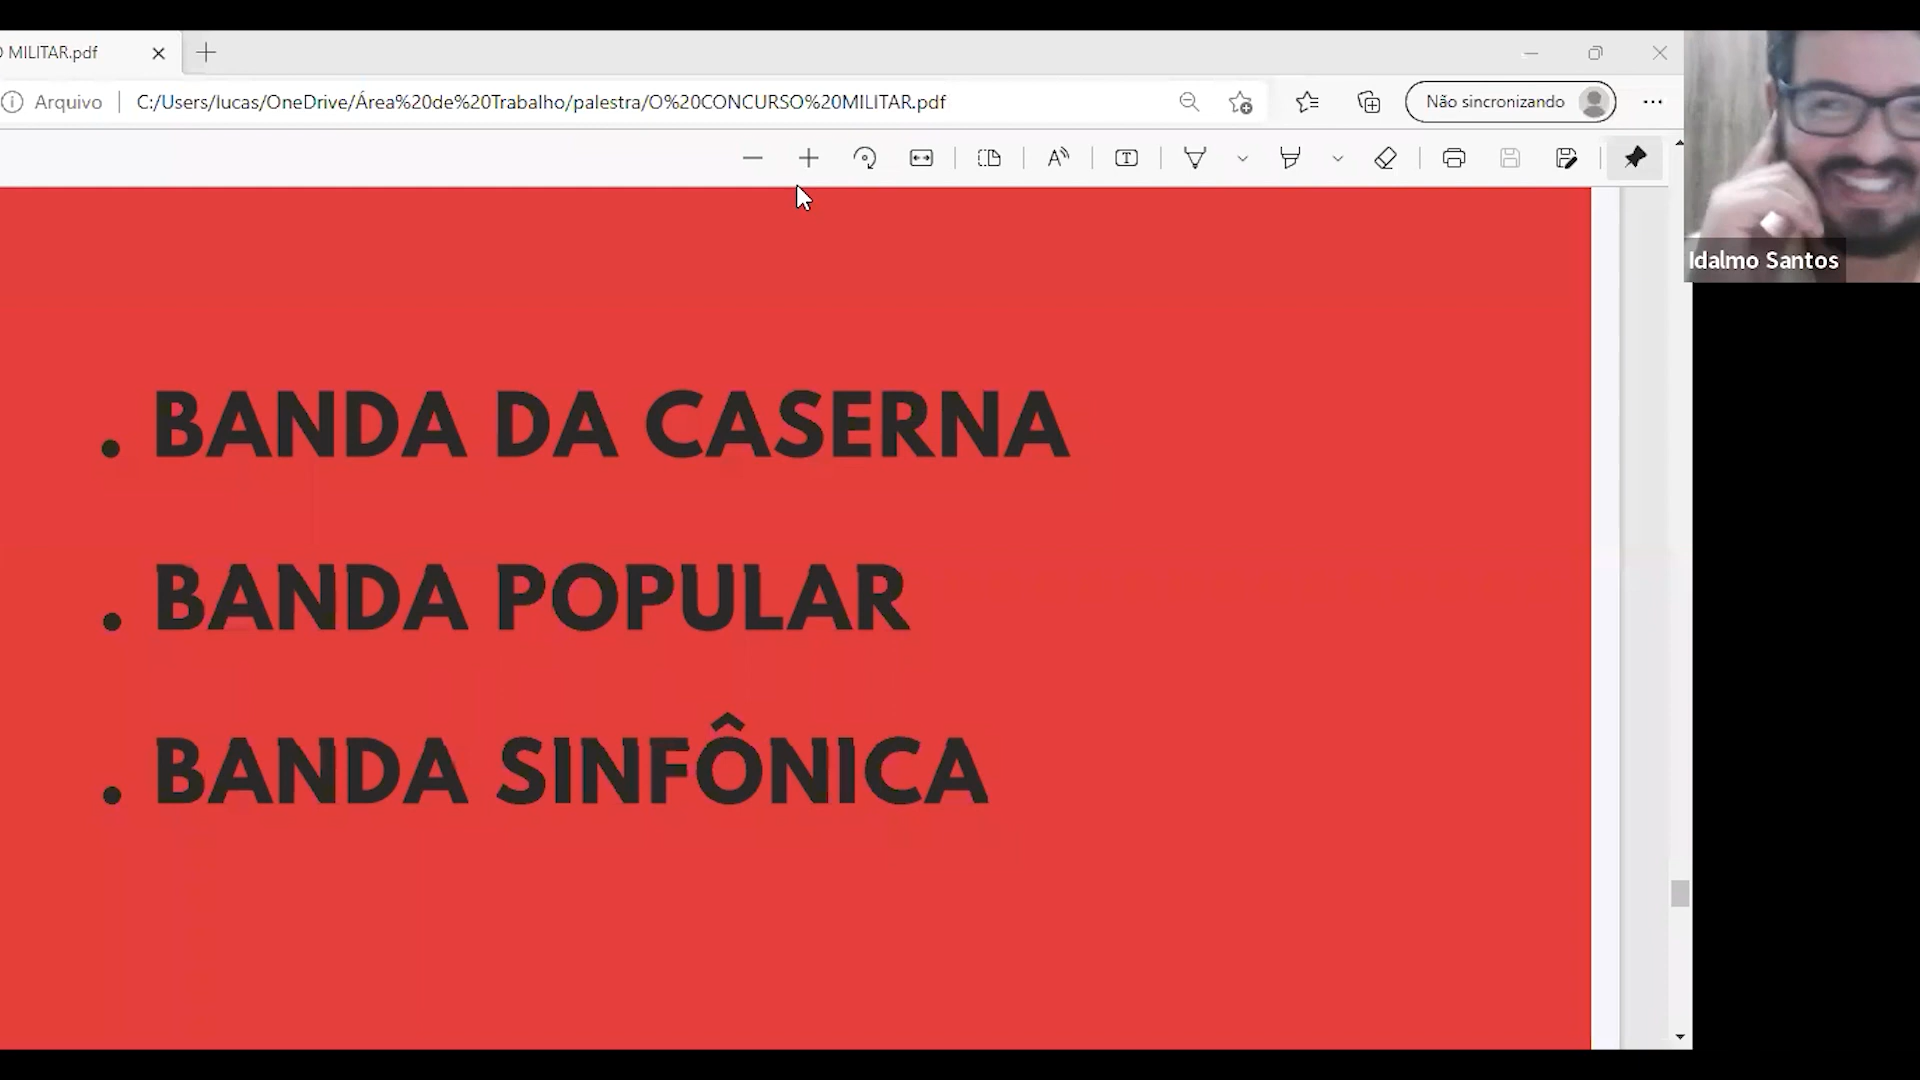 O MILITAR.pdf
Arquivo
C:/Users/lucas/OneDrive/Área%20de%20Trabalho/palestra/O%20CONCURSO%20MILITAR.pdf
Não sincronizando
Idalmo Santos
. BANDA DA CASERNA
. BANDA POPULAR
. BANDA SINFÔNICA